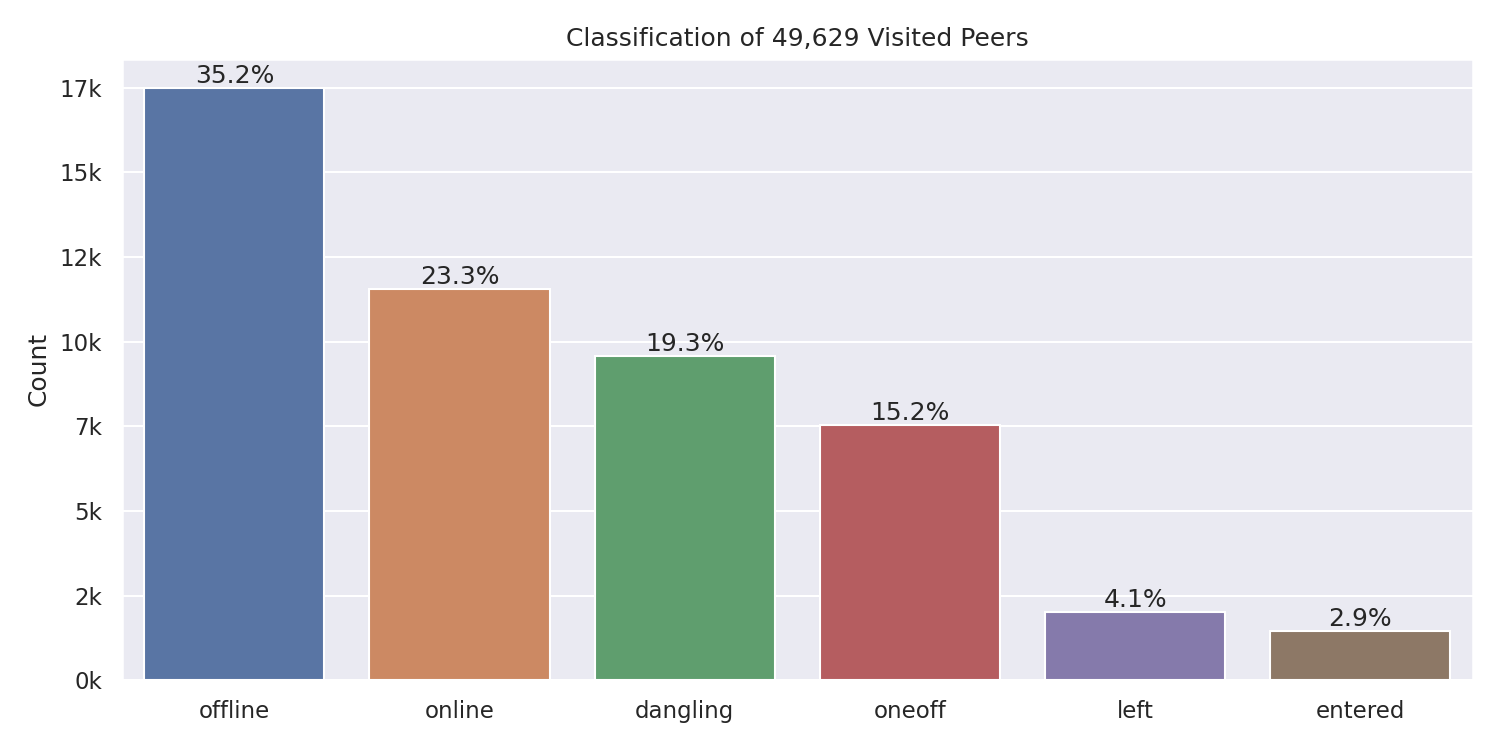 Classification of 49,629 Visited Peers
Count
17k
15k
12k
10k
7k
5k
2k
0k
35.2%
23.3%
19.3%
15.2%
4.1%
2.9%
offline
online
dangling
oneoff
left
entered